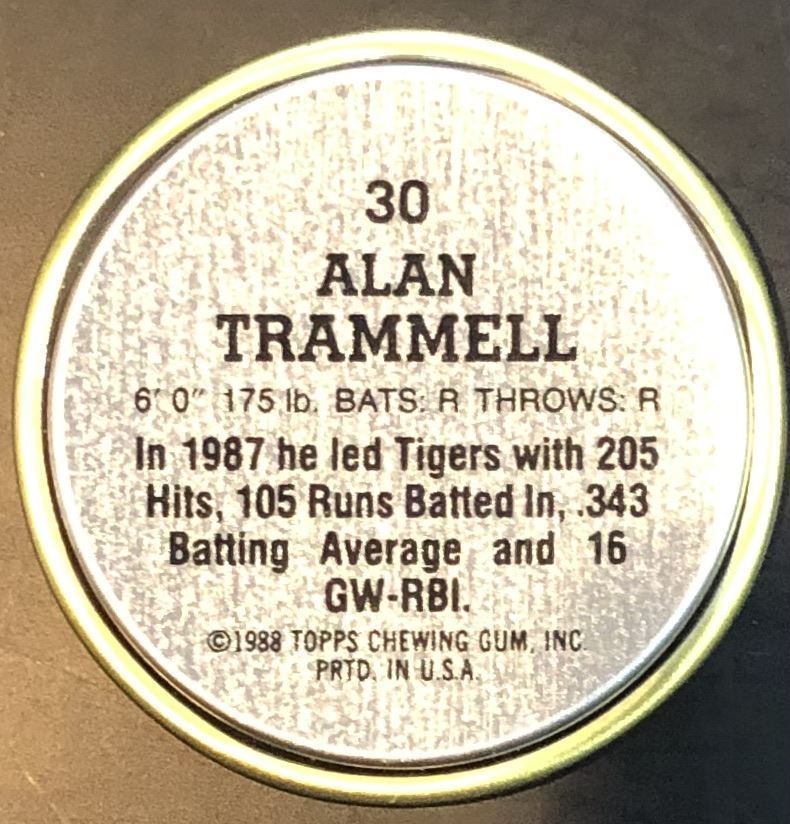 30
ALAN
TRAMMELL
6' 0" 175 lb. BATS: R THROWS: R
In 1987 he led Tigers with 205
Hits, 105 Runs Batted In, .343
Batting Average and 16
GW-RBI.
©1988 TOPPS CHEWING GUM, INC.
PRTD. IN U.S.A.